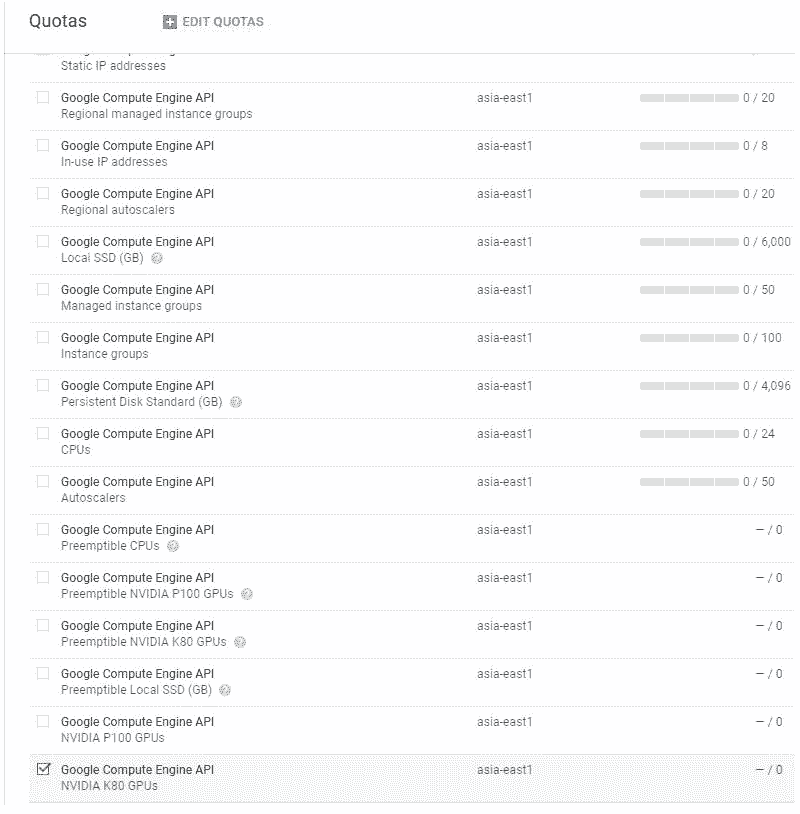 Quotas
EDIT QUOTAS
Static IP addresses
Google Compute Engine API asia-east1 0 / 20
Regional managed instance groups
Google Compute Engine API asia-east1 0 / 8
In-use IP addresses
Google Compute Engine API asia-east1 0 / 20
Regional autoscalers
Google Compute Engine API asia-east1 0 / 6,000
Local SSD (GB)
Google Compute Engine API asia-east1 0 / 50
Managed instance groups
Google Compute Engine API asia-east1 0 / 100
Instance groups
Google Compute Engine API asia-east1 0 / 4,096
Persistent Disk Standard (GB)
Google Compute Engine API asia-east1 0 / 24
CPUs
Google Compute Engine API asia-east1 0 / 50
Autoscalers
Google Compute Engine API asia-east1 — / 0
Preemptible CPUs
Google Compute Engine API asia-east1 — / 0
Preemptible NVIDIA P100 GPUs
Google Compute Engine API asia-east1 — / 0
Preemptible NVIDIA K80 GPUs
Google Compute Engine API asia-east1 — / 0
Preemptible Local SSD (GB)
Google Compute Engine API asia-east1 — / 0
NVIDIA P100 GPUs
Google Compute Engine API asia-east1 — / 0
NVIDIA K80 GPUs